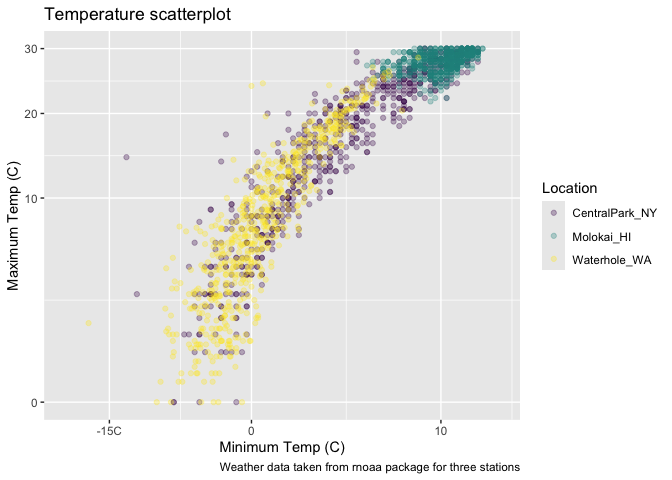 Temperature scatterplot
Maximum Temp (C)
30
20
10
0
-15C
0
10
Minimum Temp (C)
Weather data taken from rnoaa package for three stations
Location
CentralPark_NY
Molokai_HI
Waterhole_WA